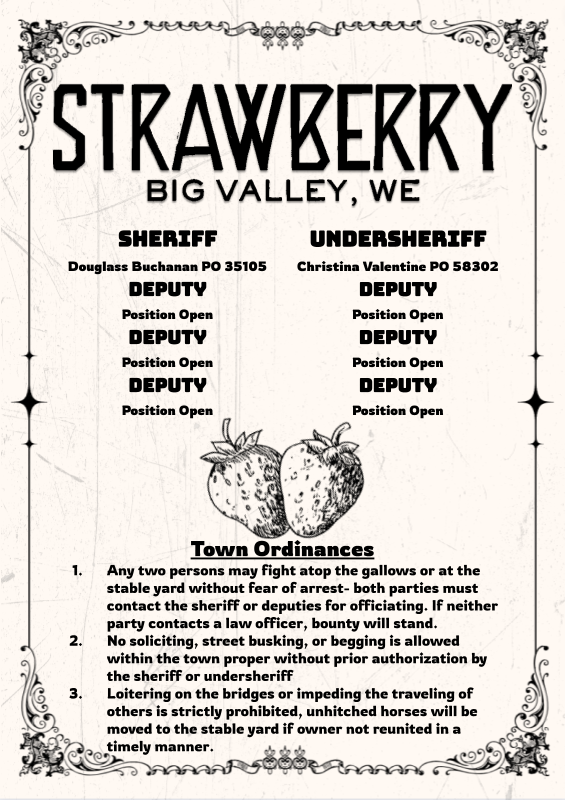 STRAWBERRY
BIG VALLEY, WE
SHERIFF
Douglass Buchanan PO 35105
DEPUTY
Position Open
DEPUTY
Position Open
DEPUTY
Position Open
UNDERSHERIFF
Christina Valentine PO 58302
DEPUTY
Position Open
DEPUTY
Position Open
DEPUTY
Position Open
Town Ordinances
1. Any two persons may fight atop the gallows or at the
stable yard without fear of arrest- both parties must
contact the sheriff or deputies for officiating. If neither
party contacts a law officer, bounty will stand.
2. No soliciting, street busking, or begging is allowed
within the town proper without prior authorization by
the sheriff or undersheriff
3. Loitering on the bridges or impeding the traveling of
others is strictly prohibited, unhitched horses will be
moved to the stable yard if owner not reunited in a
timely manner.